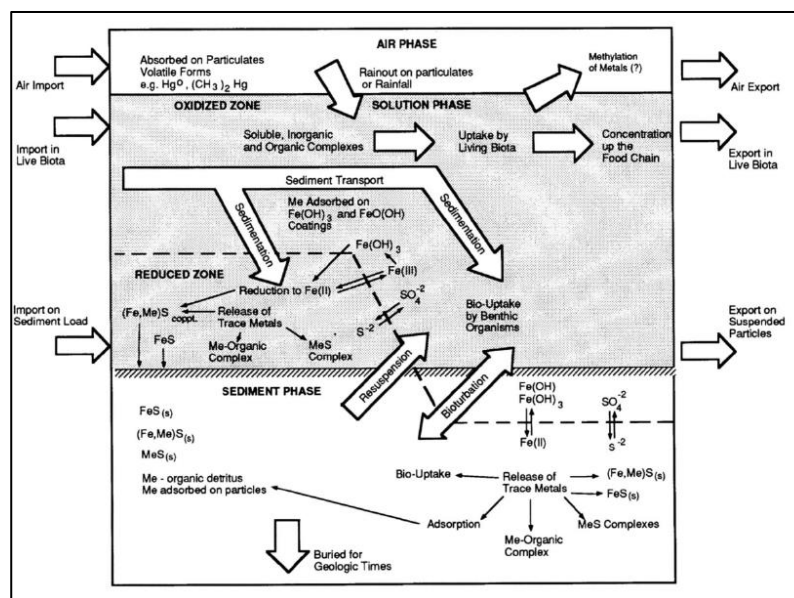 AIR PHASE
Absorbed on Particulates
Volatile Forms
e.g. Hg⁰, (CH₃)₂ Hg
Rainout on particulates
or Rainfall
Methylation
of Metals (?)
Air Import
Air Export
OXIDIZED ZONE
SOLUTION PHASE
Import in
Live Biota
Soluble, Inorganic
and Organic Complexes
Uptake by
Living Biota
Concentration
up the
Food Chain
Export in
Live Biota
Sediment Transport
Sedimentation
Me Adsorbed on
Fe(OH)₃ and FeO(OH)
Coatings
Sedimentation
Fe(OH)₃
Fe(III)
REDUCED ZONE
Reduction to Fe(II)
SO₄⁻²
S⁻²
Bio-Uptake
by Benthic
Organisms
Import on
Sediment Load
(Fe,Me)S coppt.
Release of
Trace Metals
FeS
Me-Organic
Complex
MeS
Complex
Export on
Suspended
Particles
SEDIMENT PHASE
Resuspension
Bioturbation
Fe(OH)
Fe(OH)₃
Fe(II)
SO₄⁻²
S⁻²
FeS(s)
(Fe,Me)S(s)
MeS(s)
Me - organic detritus
Me adsorbed on particles
Bio-Uptake
Release of
Trace Metals
(Fe,Me)S(s)
FeS(s)
Adsorption
Me-Organic
Complex
MeS Complexes
Buried for
Geologic Times